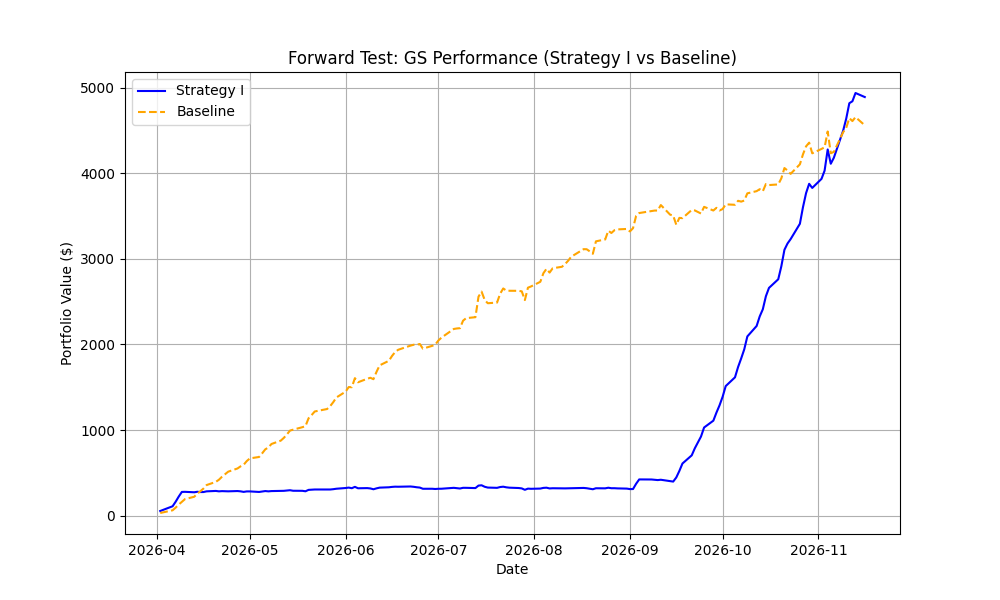 Forward Test: GS Performance (Strategy I vs Baseline)
Strategy I
Baseline
Portfolio Value ($)
5000
4000
3000
2000
1000
0
2026-04 2026-05 2026-06 2026-07 2026-08 2026-09 2026-10 2026-11
Date